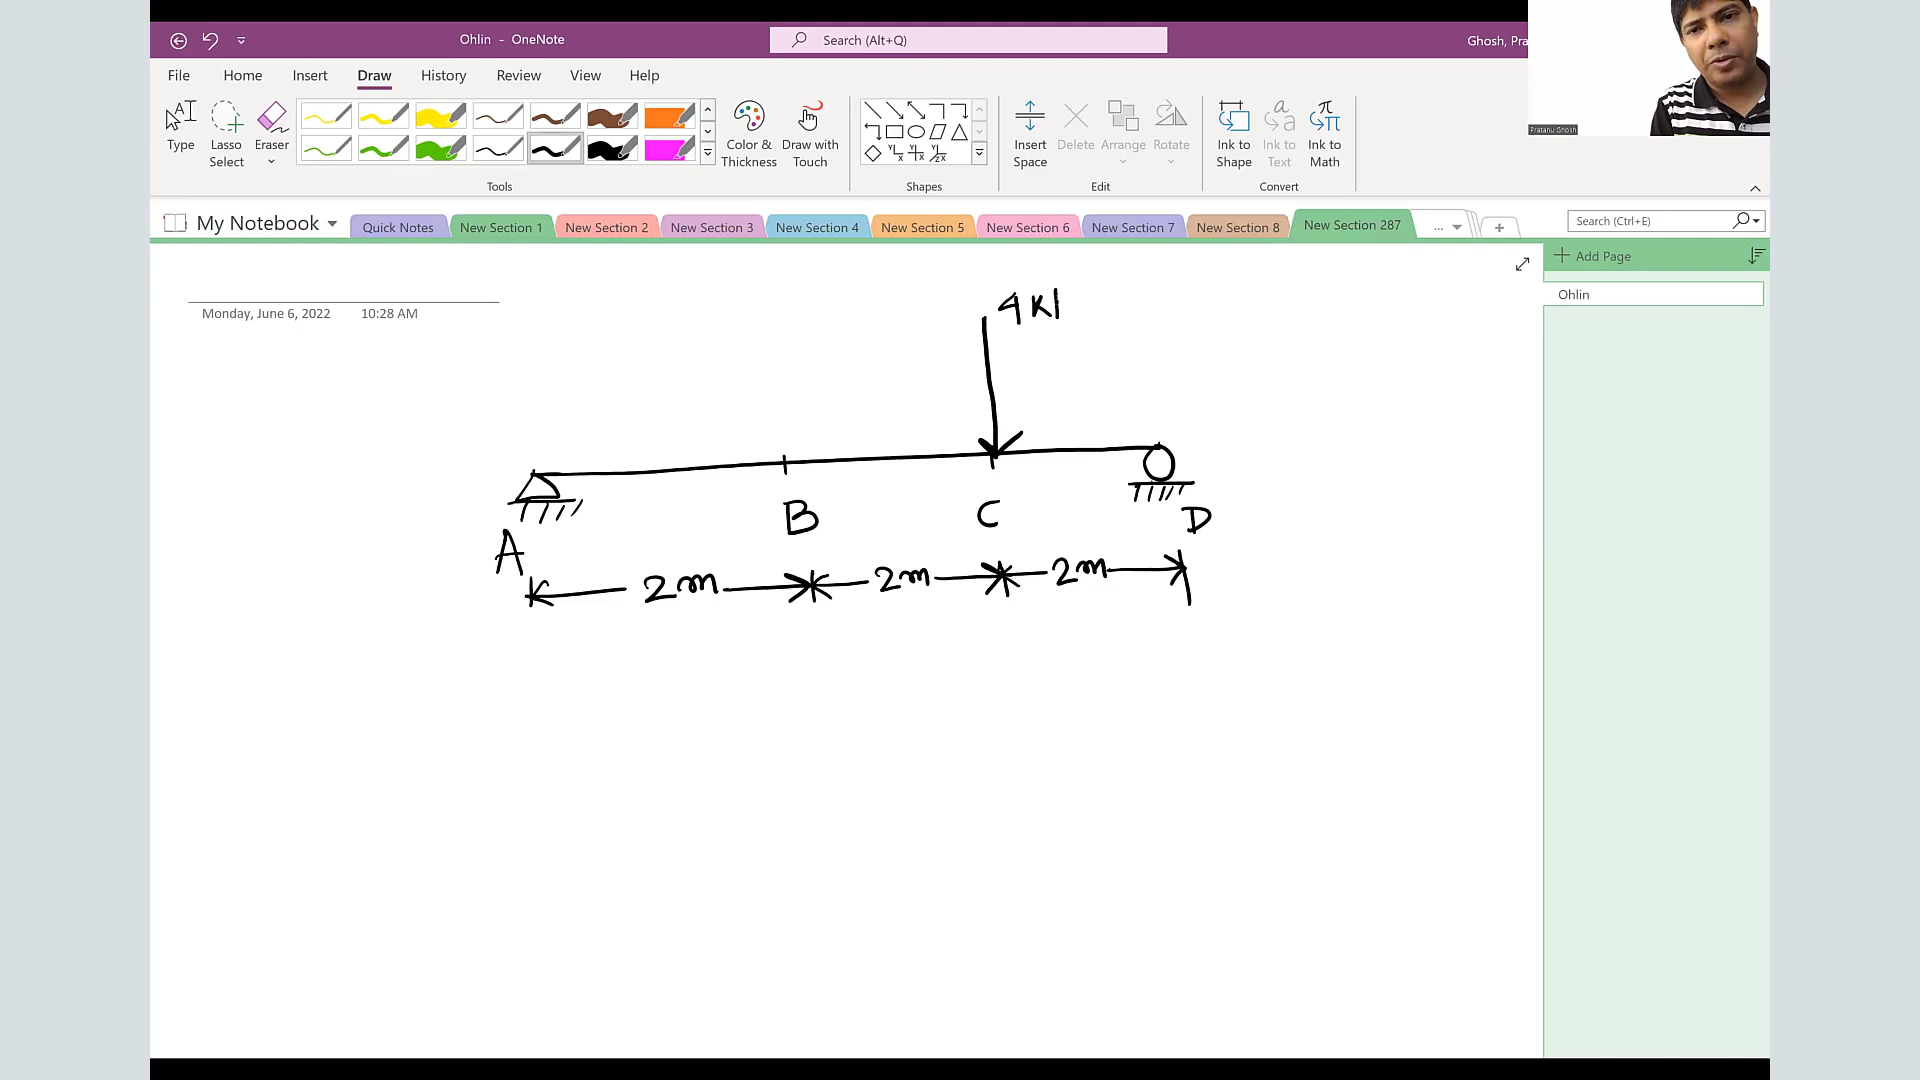 Ohlin - OneNote
Search (Alt+Q)
Ghosh, Pra
File Home Insert Draw History Review View Help
Type
Lasso Select
Eraser
Color & Thickness
Draw with Touch
Insert Space
Delete
Arrange
Rotate
Ink to Shape
Ink to Text
Ink to Math
Tools
Shapes
Edit
Convert
Pratanu Ghosh
My Notebook
Quick Notes
New Section 1
New Section 2
New Section 3
New Section 4
New Section 5
New Section 6
New Section 7
New Section 8
New Section 287
...
Search (Ctrl+E)
Add Page
Ohlin
Monday, June 6, 2022 10:28 AM
4 K
A B C D
2m 2m 2m